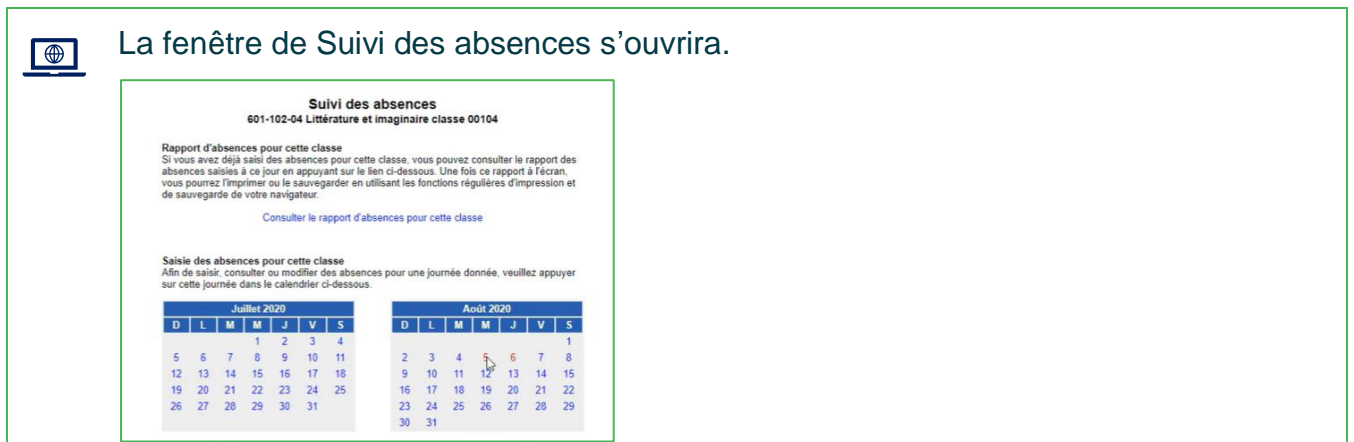 La fenêtre de Suivi des absences s’ouvrira.
Suivi des absences
601-102-04 Littérature et imaginaire classe 00104
Rapport d'absences pour cette classe
Si vous avez déjà saisi des absences pour cette classe, vous pouvez consulter le rapport des
absences saisies à ce jour en appuyant sur le lien ci-dessous. Une fois ce rapport à l'écran,
vous pourrez l'imprimer ou le sauvegarder en utilisant les fonctions régulières d'impression et
de sauvegarde de votre navigateur.
Consulter le rapport d'absences pour cette classe
Saisie des absences pour cette classe
Afin de saisir, consulter ou modifier des absences pour une journée donnée, veuillez appuyer
sur cette journée dans le calendrier ci-dessous.
Juillet 2020
D L M M J V S
1 2 3 4
5 6 7 8 9 10 11
12 13 14 15 16 17 18
19 20 21 22 23 24 25
26 27 28 29 30 31
Août 2020
D L M M J V S
1
2 3 4 5 6 7 8
9 10 11 12 13 14 15
16 17 18 19 20 21 22
23 24 25 26 27 28 29
30 31